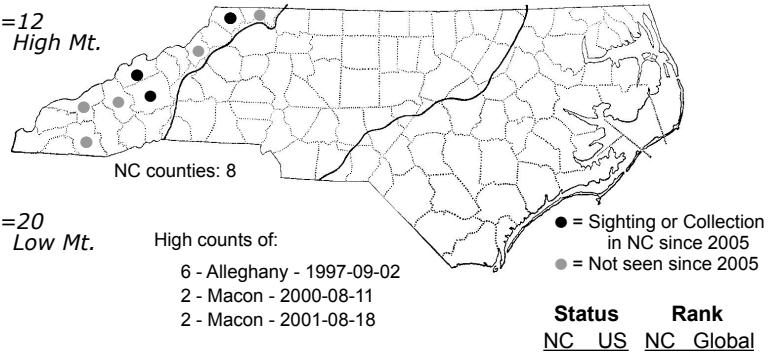 =12
High Mt.
NC counties: 8
=20
Low Mt.
High counts of:
6 - Alleghany - 1997-09-02
2 - Macon - 2000-08-11
2 - Macon - 2001-08-18
= Sighting or Collection
in NC since 2005
= Not seen since 2005
Status Rank
NC US NC Global